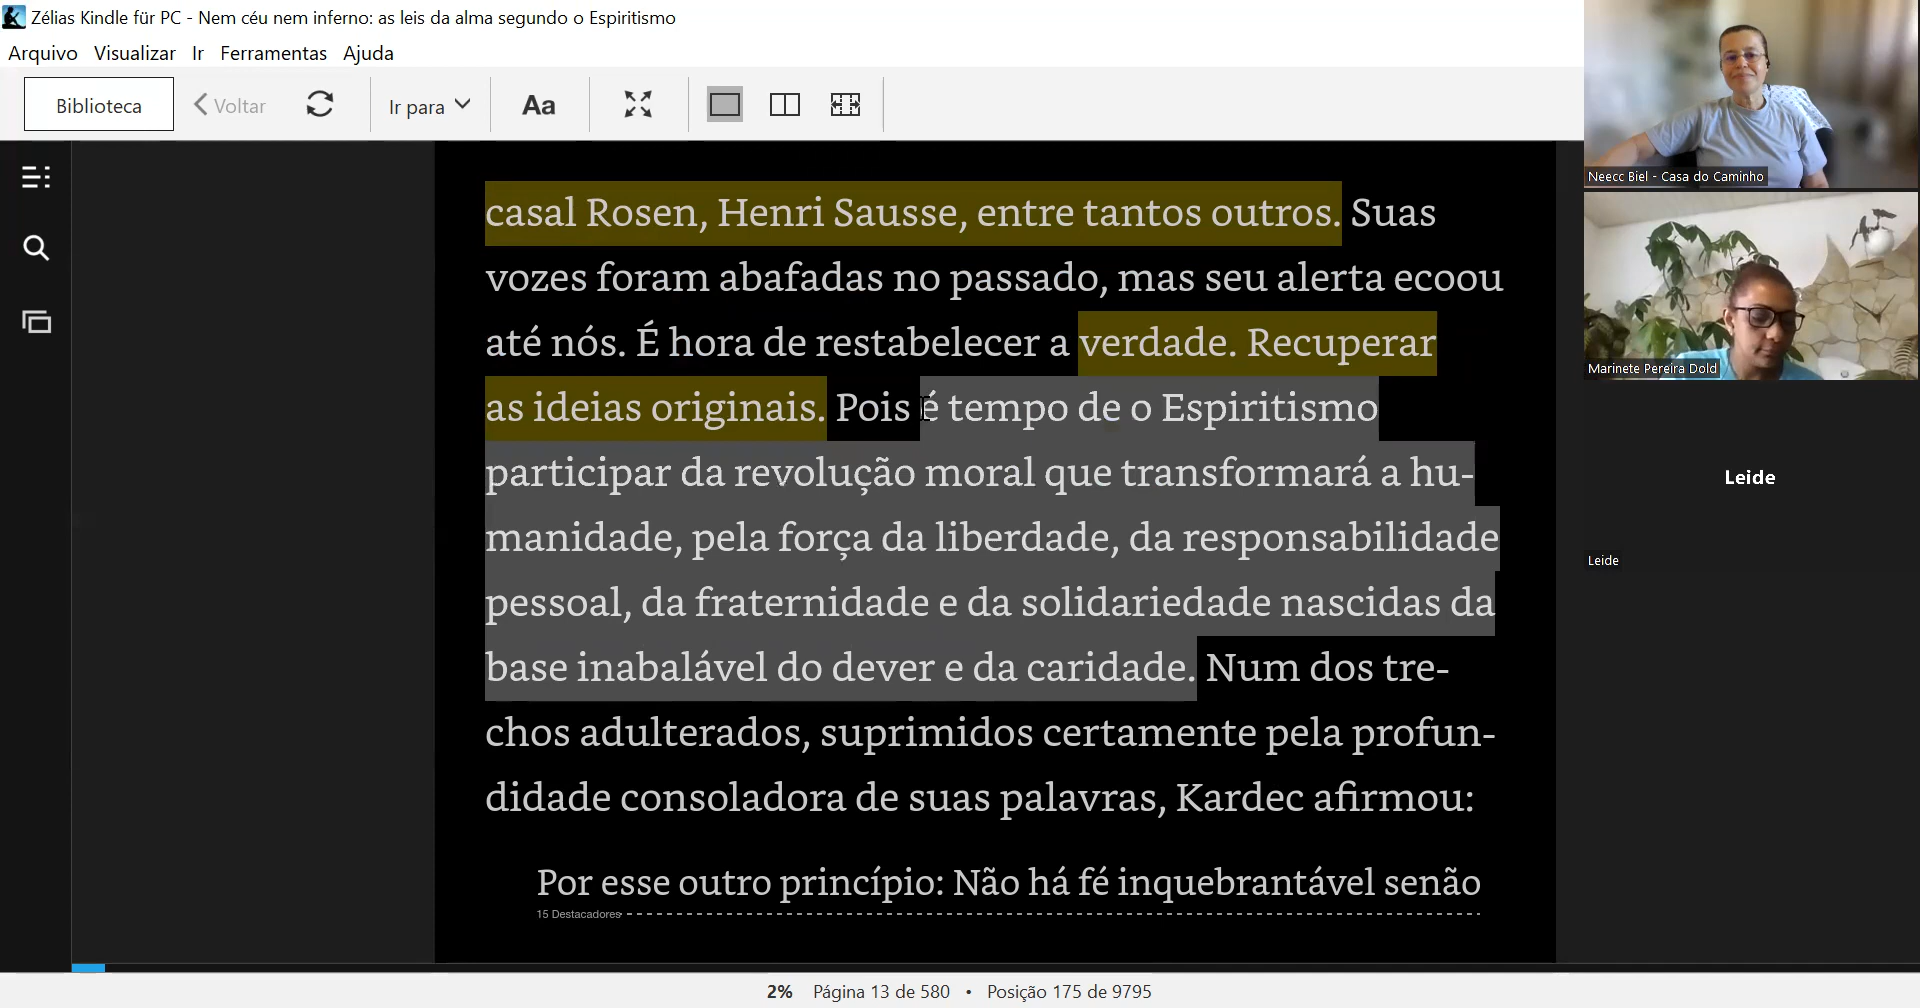 Zélias Kindle für PC - Nem céu nem inferno: as leis da alma segundo o Espiritismo
Arquivo Visualizar Ir Ferramentas Ajuda
Biblioteca Voltar Ir para Aa
casal Rosen, Henri Sausse, entre tantos outros. Suas
vozes foram abafadas no passado, mas seu alerta ecoou
até nós. É hora de restabelecer a verdade. Recuperar
as ideias originais. Pois é tempo de o Espiritismo
participar da revolução moral que transformará a hu-
manidade, pela força da liberdade, da responsabilidade
pessoal, da fraternidade e da solidariedade nascidas da
base inabalável do dever e da caridade. Num dos tre-
chos adulterados, suprimidos certamente pela profun-
didade consoladora de suas palavras, Kardec afirmou:
Por esse outro princípio: Não há fé inquebrantável senão
15 Destacadores
2% Página 13 de 580 • Posição 175 de 9795
Neecc Biel - Casa do Caminho
Marinete Pereira Dold
Leide
Leide